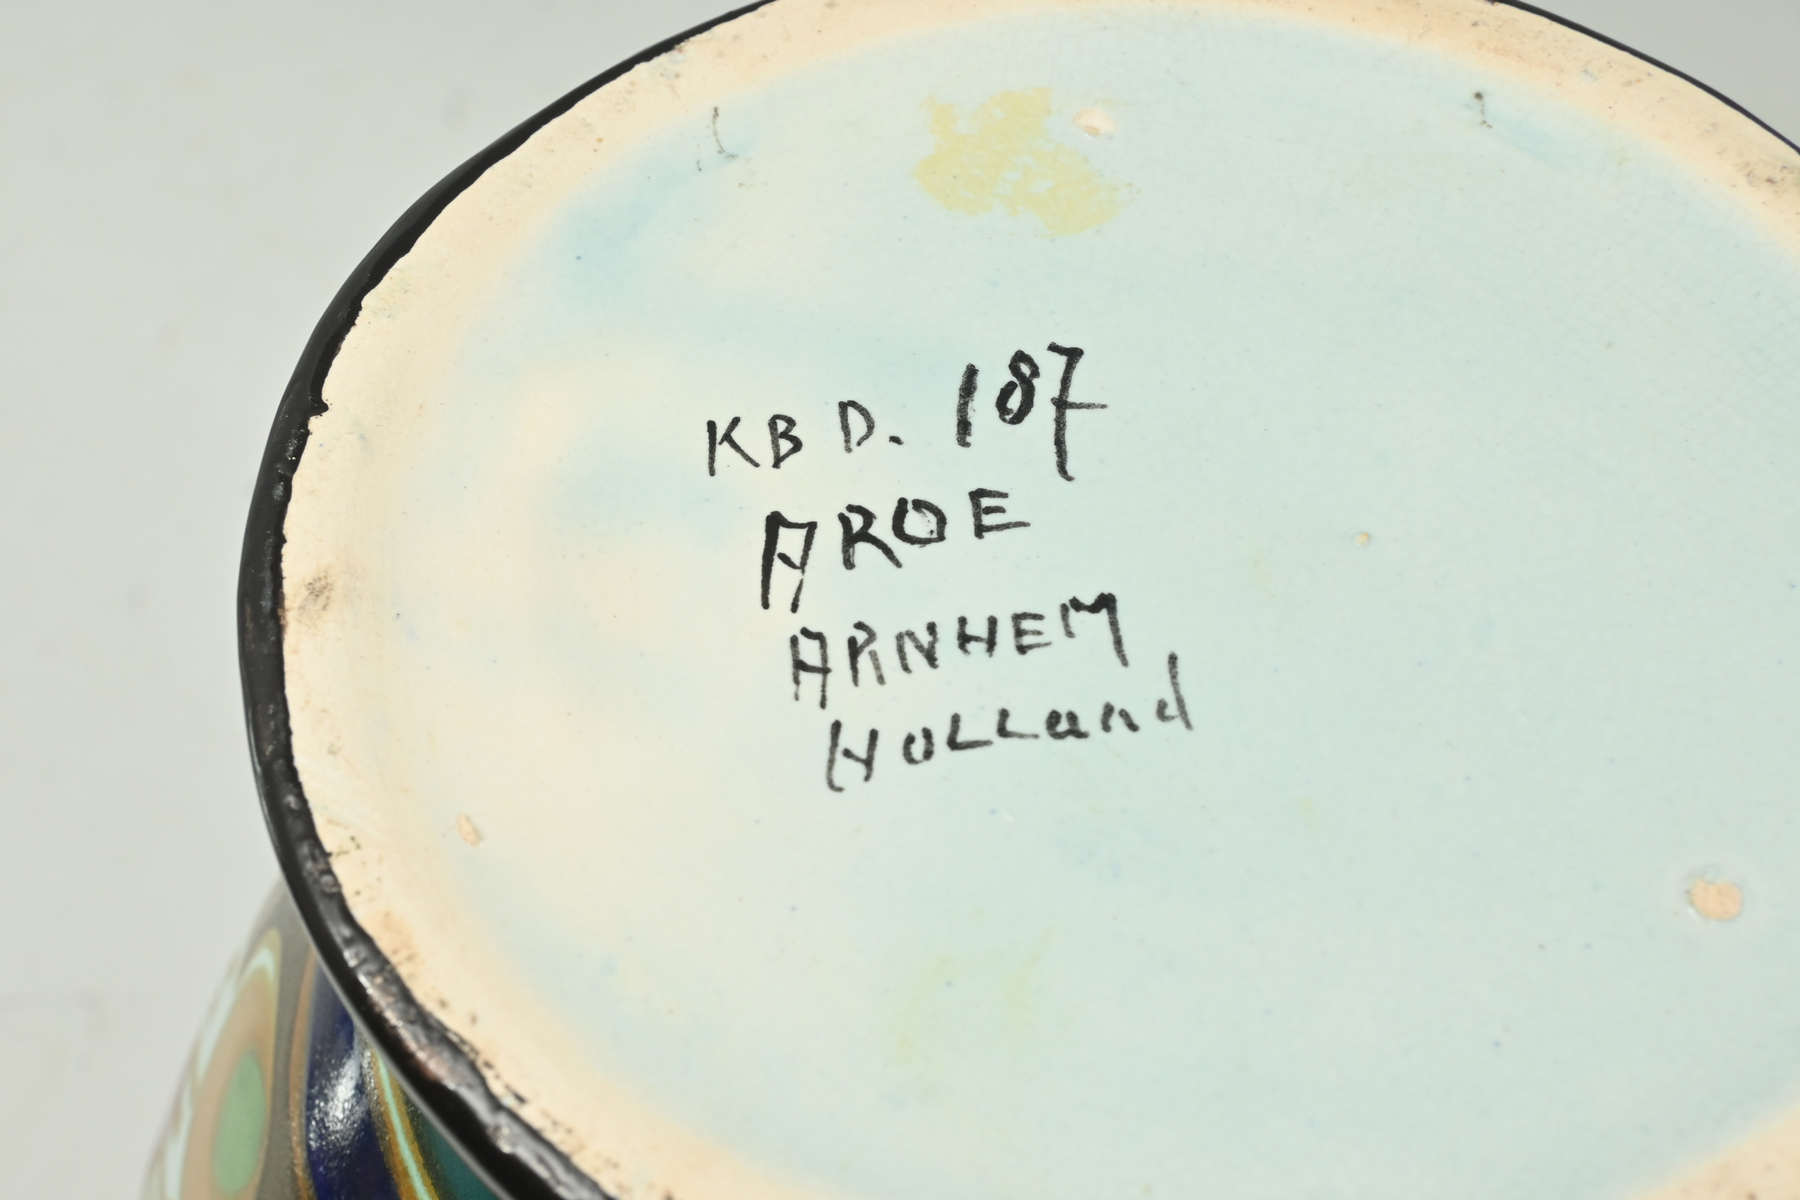 KBD. 187
AROE
ARNHEM
HOLLand